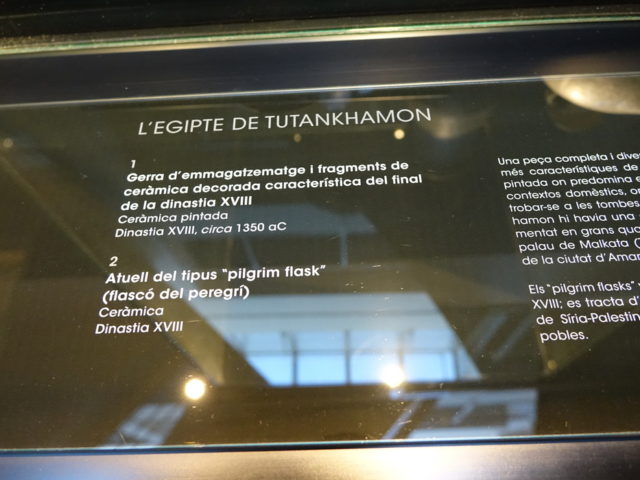 L'EGIPTE DE TUTANKHAMON
1
Gerra d'emmagatzematge i fragments de
ceràmica decorada característica del final
de la dinastia XVIII
Ceràmica pintada
Dinastia XVIII, circa 1350 aC
2
Atuell del tipus "pilgrim flask"
(flascó del peregrí)
Ceràmica
Dinastia XVIII
Una peça completa i dive
més característiques de
pintada on predomina e
contextos domèstics, o
trobar-se a les tombes.
hamon hi havia una
mentat en grans qua
palau de Malkata (
de la ciutat d'Amar
Els "pilgrim flasks"
XVIII; es tracta d'
de Síria-Palestin
pobles.